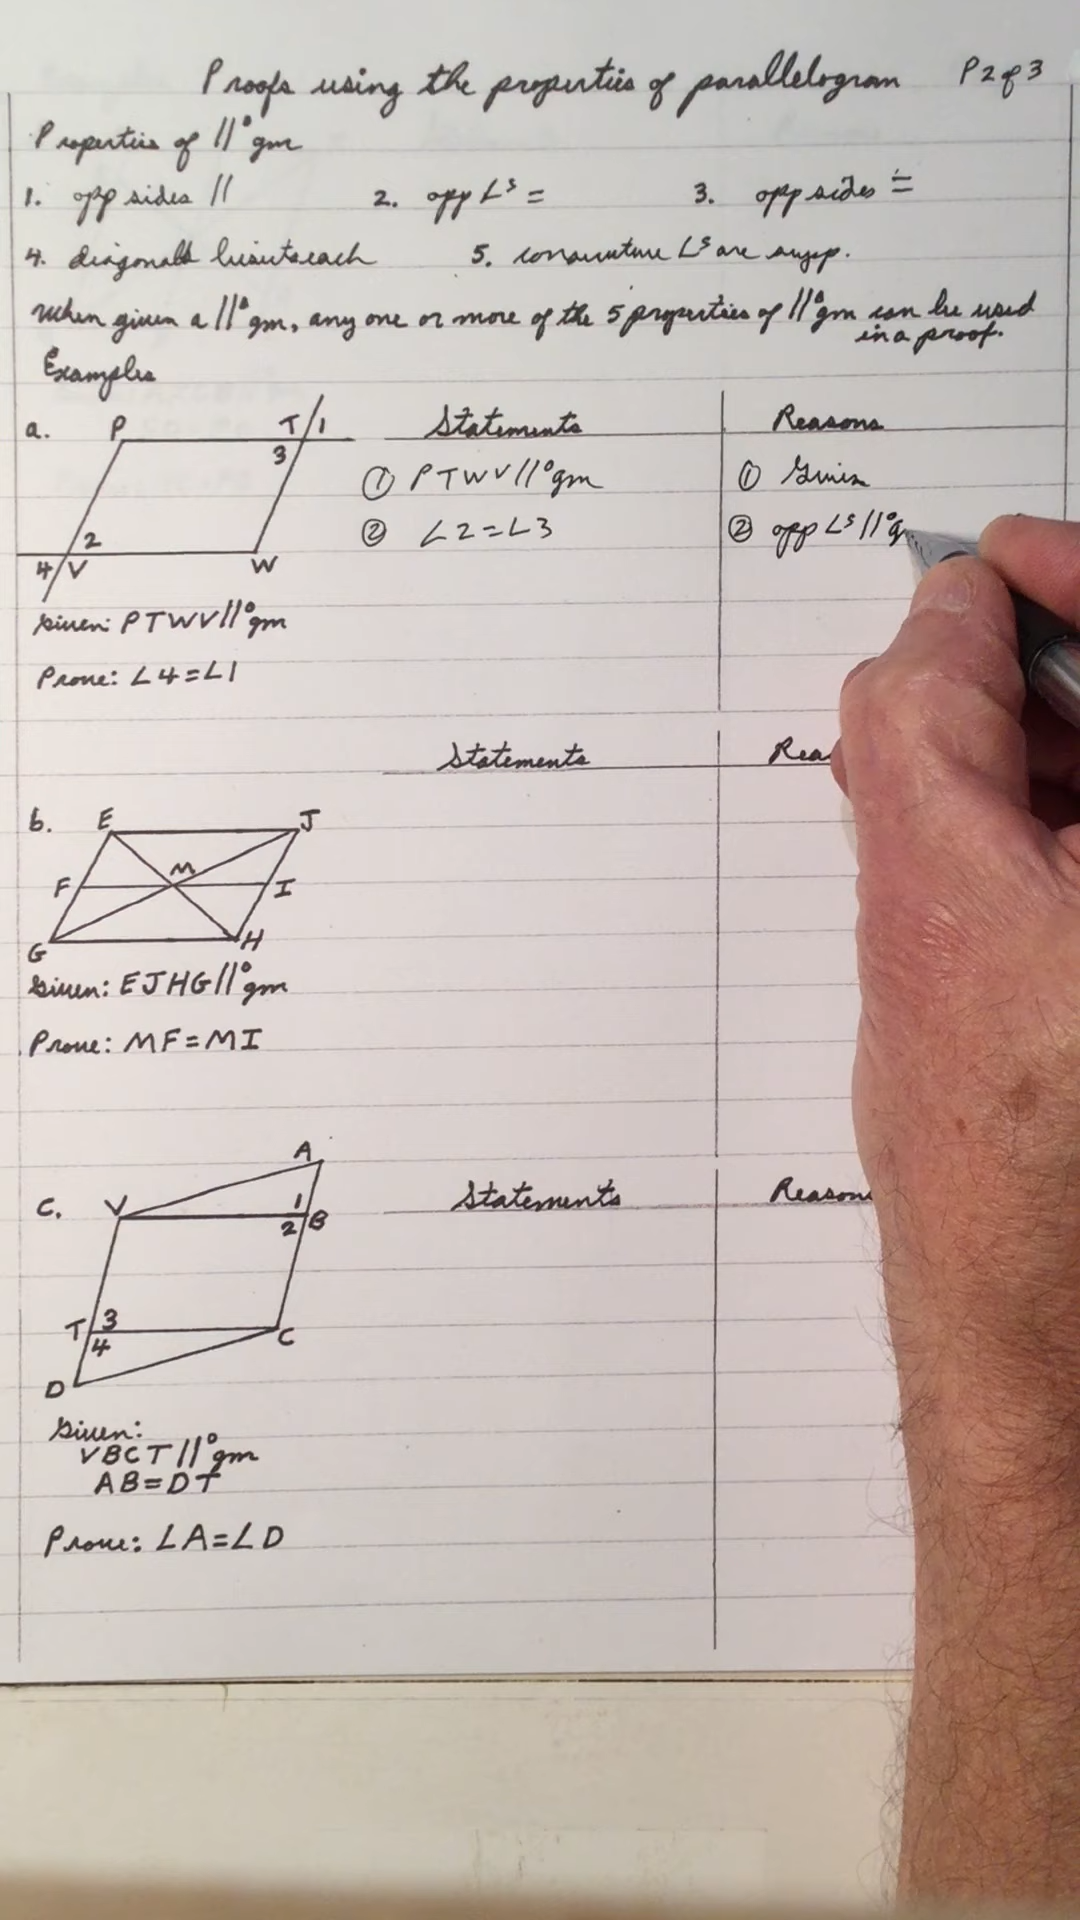 Proofs using the properties of parallelogram P 2 of 3
Properties of ||°gm
1. opp sides || 2. opp ∠s = 3. opp sides =
4. diagonals bisects each 5. consecutive ∠s are supp.
When given a ||°gm, any one or more of the 5 properties of ||°gm can be used
in a proof.
Examples
a. P T 1 3 2 4 V W
Statements Reasons
① PTWV ||°gm ① Given
② ∠2=∠3 ② opp ∠s ||°g
Given: PTWV ||°gm
Prove: ∠4=∠1
Statements Rea
b. E J M F I G H
Given: EJHG ||°gm
Prove: MF=MI
c. A V 1 2 B T 3 4 C D
Statements Reason
Given:
VBCT ||°gm
AB=DT
Prove: ∠A=∠D